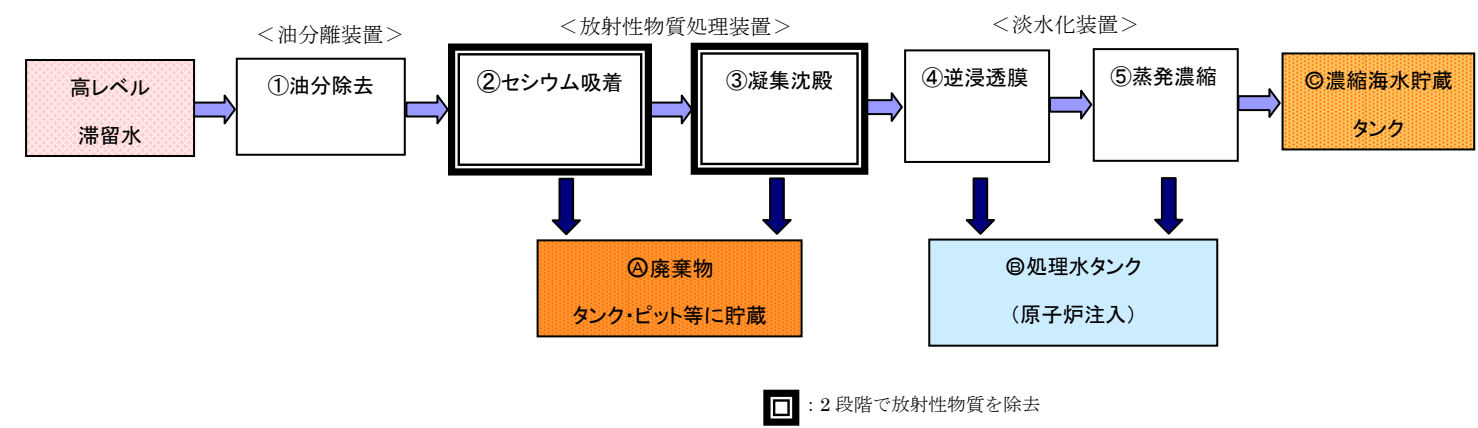 ＜油分離装置＞
＜放射性物質処理装置＞
＜淡水化装置＞
高レベル
滞留水
①油分除去
②セシウム吸着
③凝集沈殿
④逆浸透膜
⑤蒸発濃縮
Ⓒ濃縮海水貯蔵
タンク
Ⓐ廃棄物
タンク・ピット等に貯蔵
Ⓑ処理水タンク
（原子炉注入）
：2 段階で放射性物質を除去